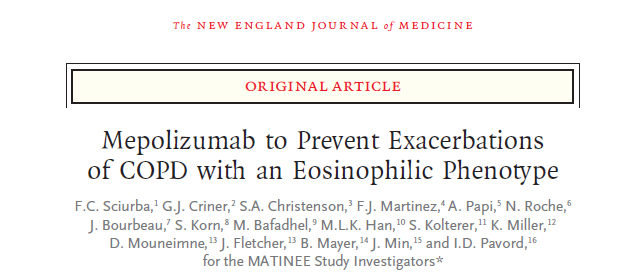 The NEW ENGLAND JOURNAL of MEDICINE
ORIGINAL ARTICLE
Mepolizumab to Prevent Exacerbations
of COPD with an Eosinophilic Phenotype
F.C. Sciurba,¹ G.J. Criner,² S.A. Christenson,³ F.J. Martinez,⁴ A. Papi,⁵ N. Roche,⁶
J. Bourbeau,⁷ S. Korn,⁸ M. Bafadhel,⁹ M.L.K. Han,¹⁰ S. Kolterer,¹¹ K. Miller,¹²
D. Mouneimne,¹³ J. Fletcher,¹³ B. Mayer,¹⁴ J. Min,¹⁵ and I.D. Pavord,¹⁶
for the MATINEE Study Investigators*